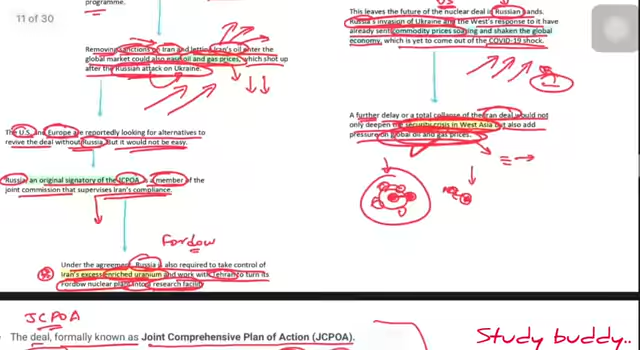 programme.
11 of 30
Removing sanctions on Iran and letting Iran's oil enter the
global market could also ease oil and gas prices, which shot up
after the Russian attack on Ukraine.
The U.S. and Europe are reportedly looking for alternatives to
revive the deal without Russia. But it would not be easy.
Russia, an original signatory of the JCPOA, is a member of the
joint commission that supervises Iran's compliance.
Fordow
Under the agreement, Russia is also required to take control of
Iran's excess enriched uranium and work with Tehran to turn its
Fordow nuclear plant into a research facility
US
This leaves the future of the nuclear deal in Russian hands.
Russia's invasion of Ukraine and the West's response to it have
already sent commodity prices soaring and shaken the global
economy, which is yet to come out of the COVID-19 shock.
A further delay or a total collapse of the Iran deal would not
only deepen the security crisis in West Asia but also add
pressure on global oil and gas prices.
JCPOA
The deal, formally known as Joint Comprehensive Plan of Action (JCPOA).
Study buddy..